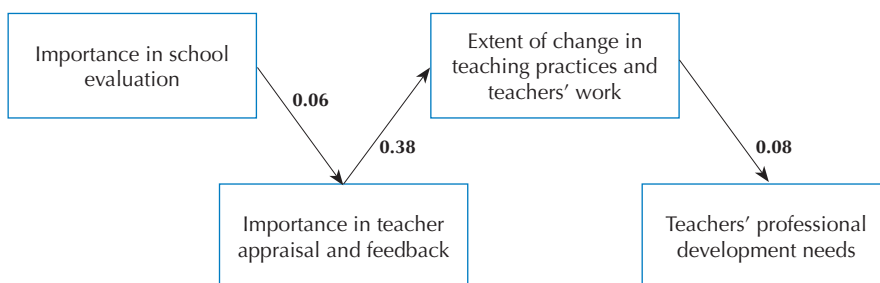 Importance in school
evaluation
0.06
Importance in teacher
appraisal and feedback
0.38
Extent of change in
teaching practices and
teachers’ work
0.08
Teachers’ professional
development needs